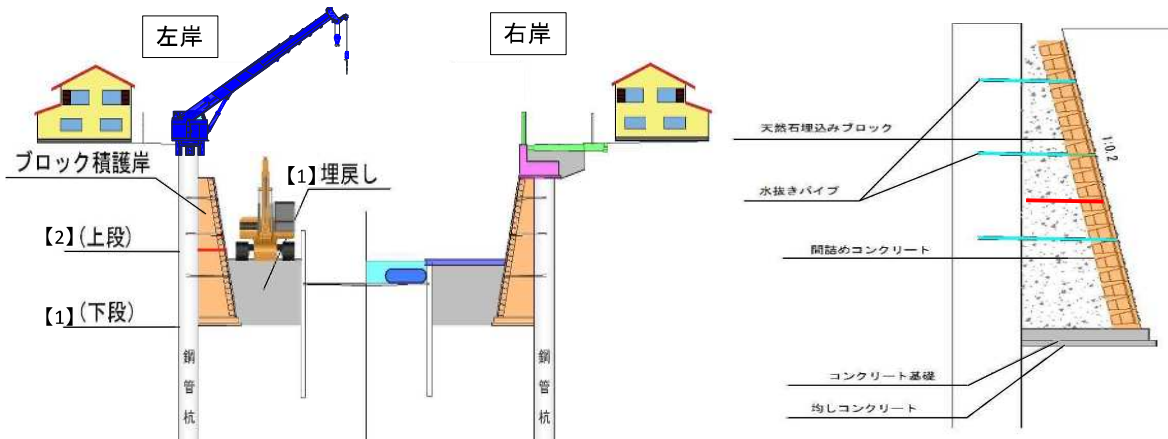 左岸
右岸
ブロック積護岸
【1】埋戻し
【2】(上段)
【1】(下段)
鋼管杭
鋼管杭
天然石埋込みブロック
1:0.2
水抜きパイプ
間詰めコンクリート
コンクリート基礎
均しコンクリート